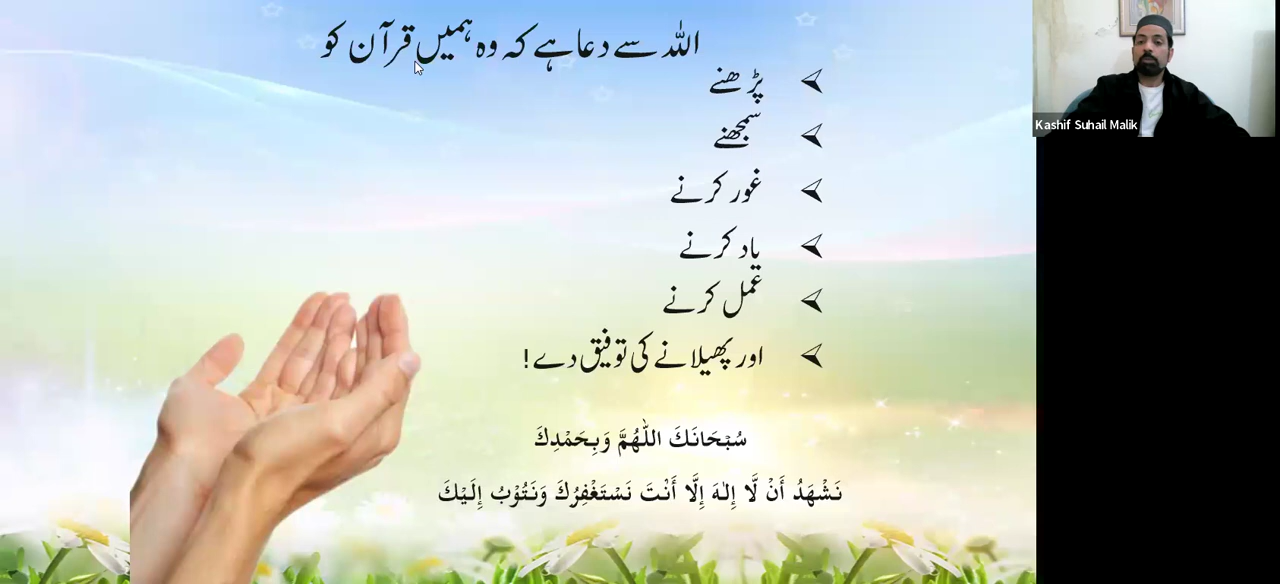 اللہ سے دعا ہے کہ وہ ہمیں قرآن کو
پڑھنے
سمجھنے
غور کرنے
یاد کرنے
عمل کرنے
اور پھیلانے کی توفیق دے!
سُبْحَانَكَ اللّٰهُمَّ وَبِحَمْدِكَ
نَشْهَدُ أَنْ لَّا إِلٰهَ إِلَّا أَنْتَ نَسْتَغْفِرُكَ وَنَتُوْبُ إِلَيْكَ
Kashif Suhail Malik